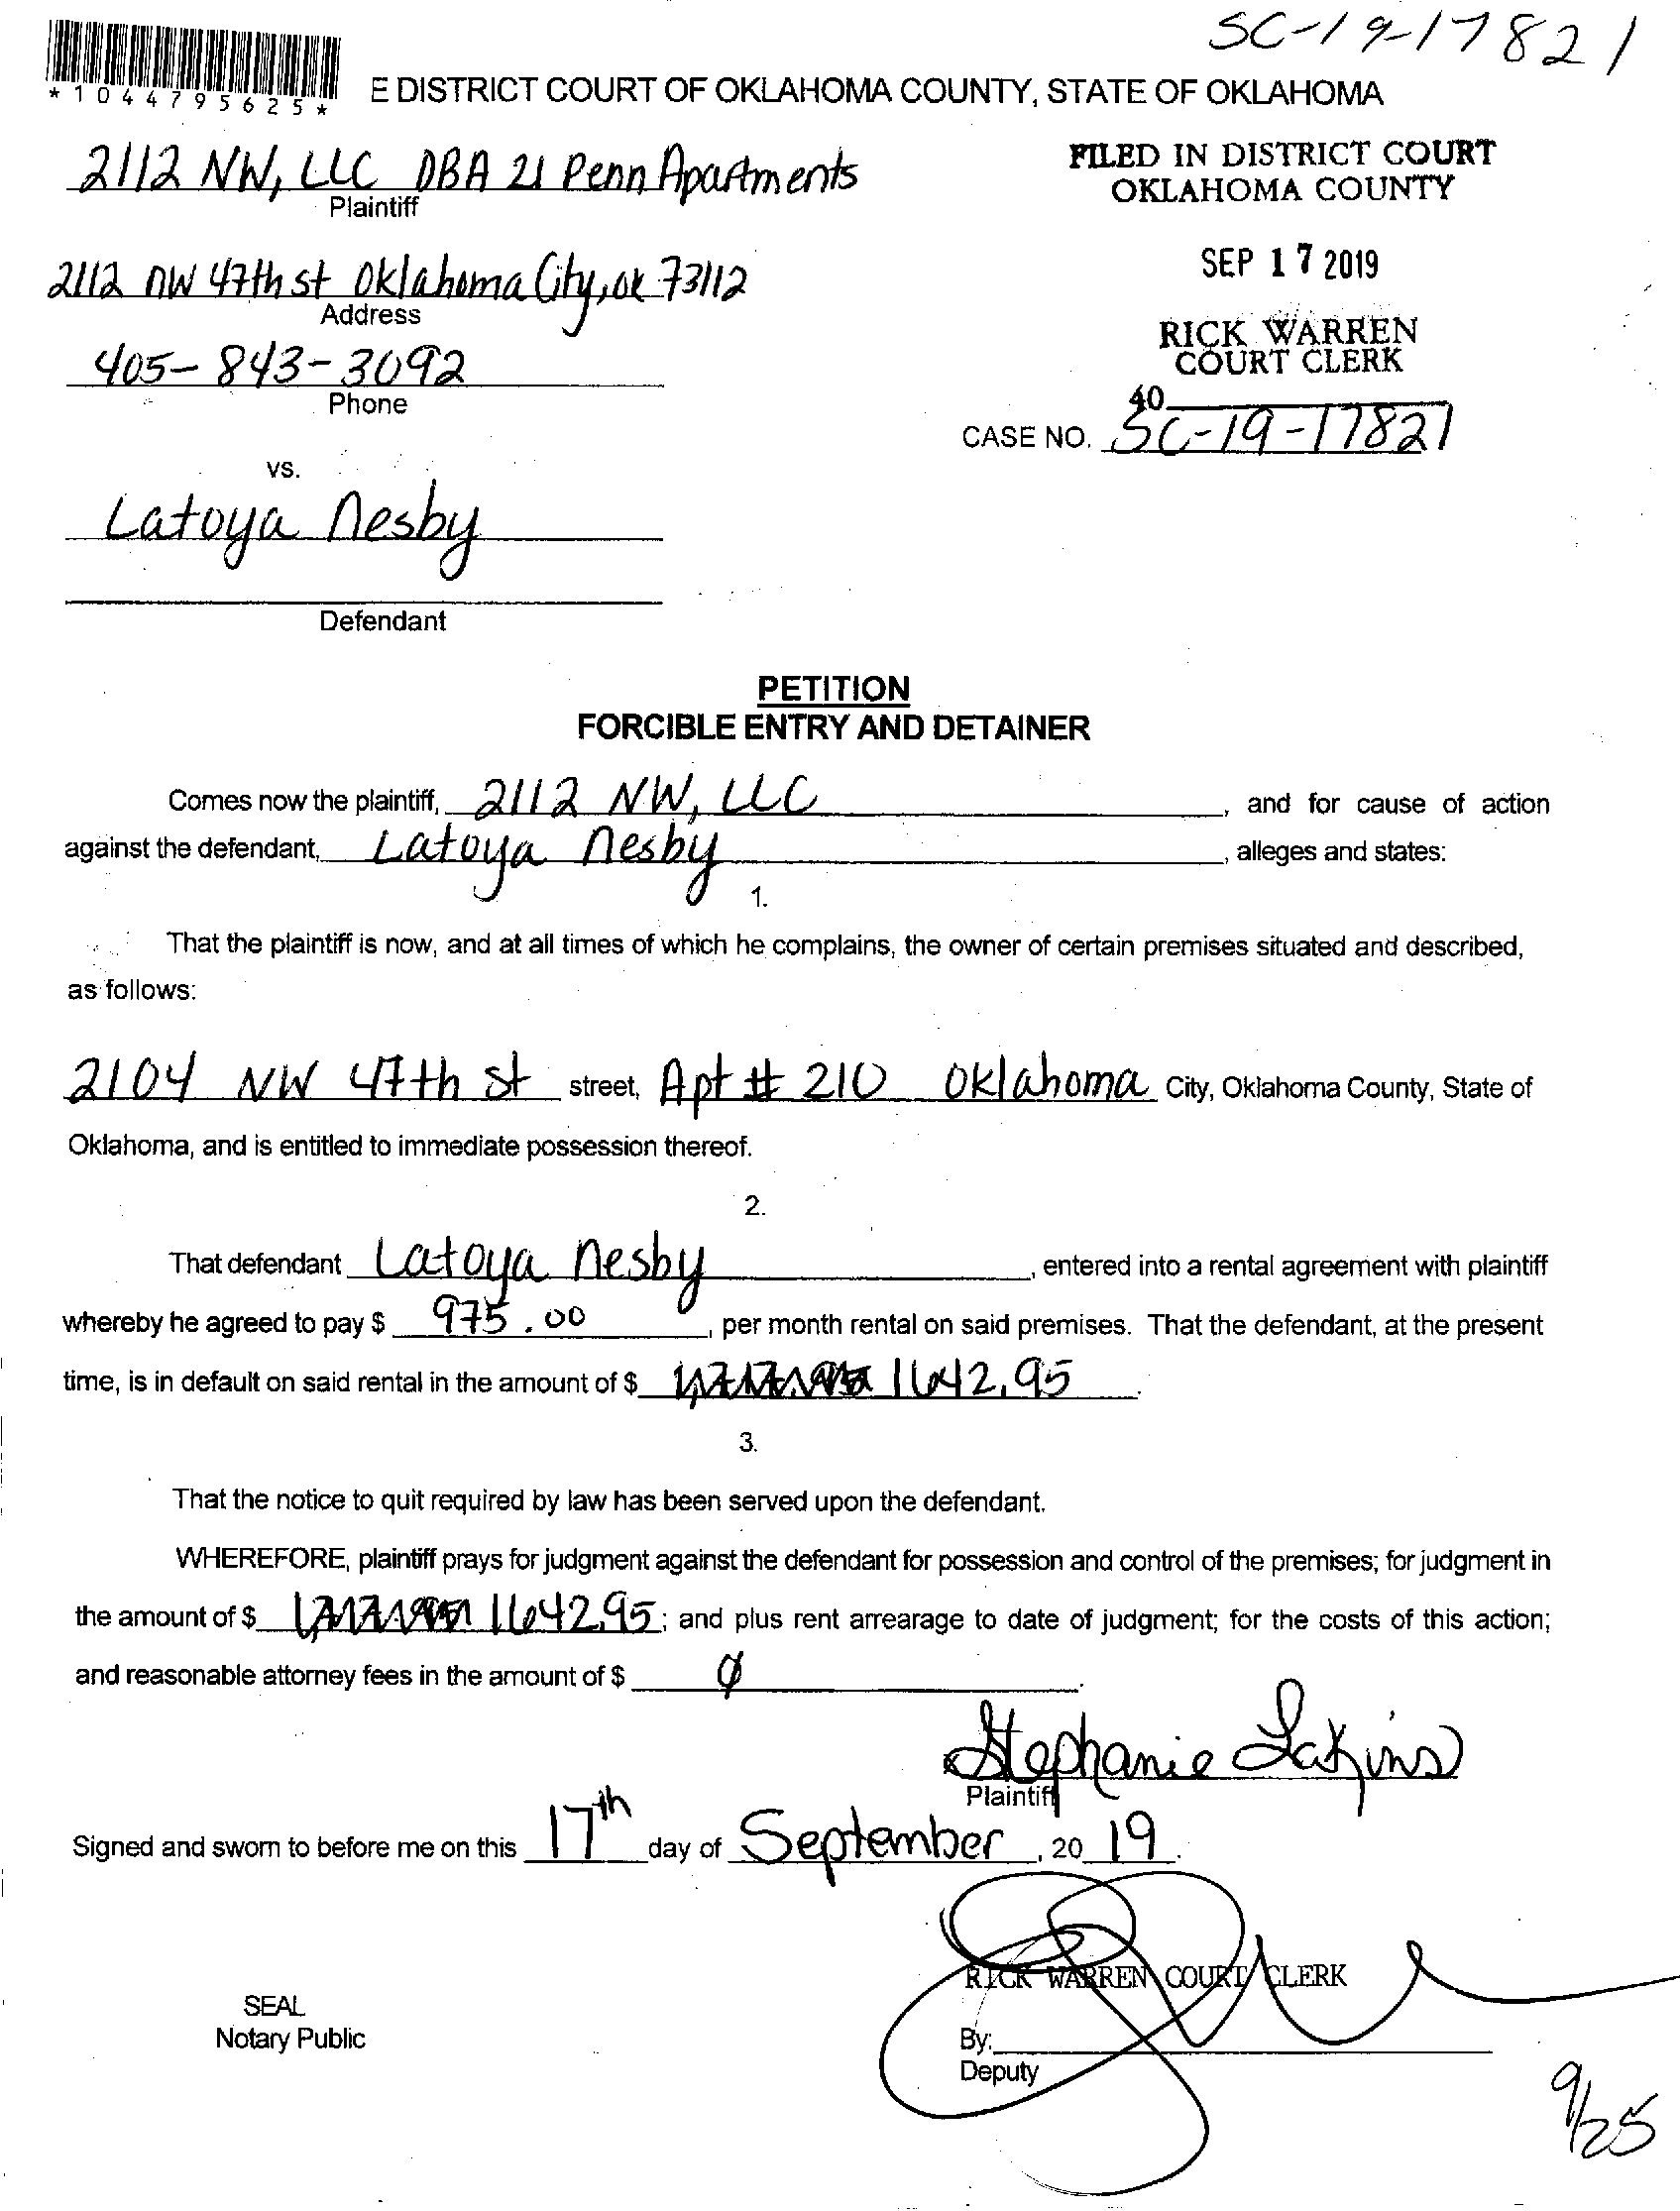 SC-19-17821
*1044795625*
E DISTRICT COURT OF OKLAHOMA COUNTY, STATE OF OKLAHOMA
2112 NW, LLC DBA 21 Penn Apartments
Plaintiff
FILED IN DISTRICT COURT
OKLAHOMA COUNTY
2112 NW 47th st Oklahoma City, ok 73112
Address
SEP 17 2019
405-843-3092
Phone
RICK WARREN
COURT CLERK
40
CASE NO. SC-19-17821
vs.
Latoya Nesby
Defendant
PETITION
FORCIBLE ENTRY AND DETAINER
Comes now the plaintiff, 2112 NW, LLC, and for cause of action
against the defendant, Latoya Nesby, alleges and states:
1.
That the plaintiff is now, and at all times of which he complains, the owner of certain premises situated and described,
as follows:
2104 NW 47th st street, Apt # 210 Oklahoma City, Oklahoma County, State of
Oklahoma, and is entitled to immediate possession thereof.
2.
That defendant Latoya Nesby, entered into a rental agreement with plaintiff
whereby he agreed to pay $ 975.00, per month rental on said premises. That the defendant, at the present
time, is in default on said rental in the amount of $ 1642.95.
3.
That the notice to quit required by law has been served upon the defendant.
WHEREFORE, plaintiff prays for judgment against the defendant for possession and control of the premises; for judgment in
the amount of $ 1642.95; and plus rent arrearage to date of judgment; for the costs of this action;
and reasonable attorney fees in the amount of $ 0.
Stephanie Lakins
Plaintiff
Signed and sworn to before me on this 17th day of September, 2019.
RICK WARREN COURT CLERK
SEAL
Notary Public
By:
Deputy
9/25